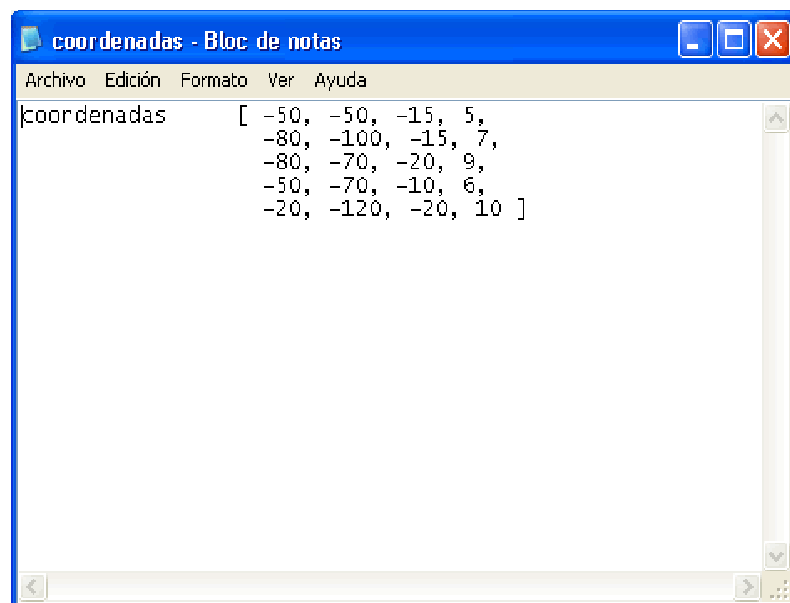 coordenadas - Bloc de notas
Archivo Edición Formato Ver Ayuda
coordenadas [ -50, -50, -15, 5,
-80, -100, -15, 7,
-80, -70, -20, 9,
-50, -70, -10, 6,
-20, -120, -20, 10 ]